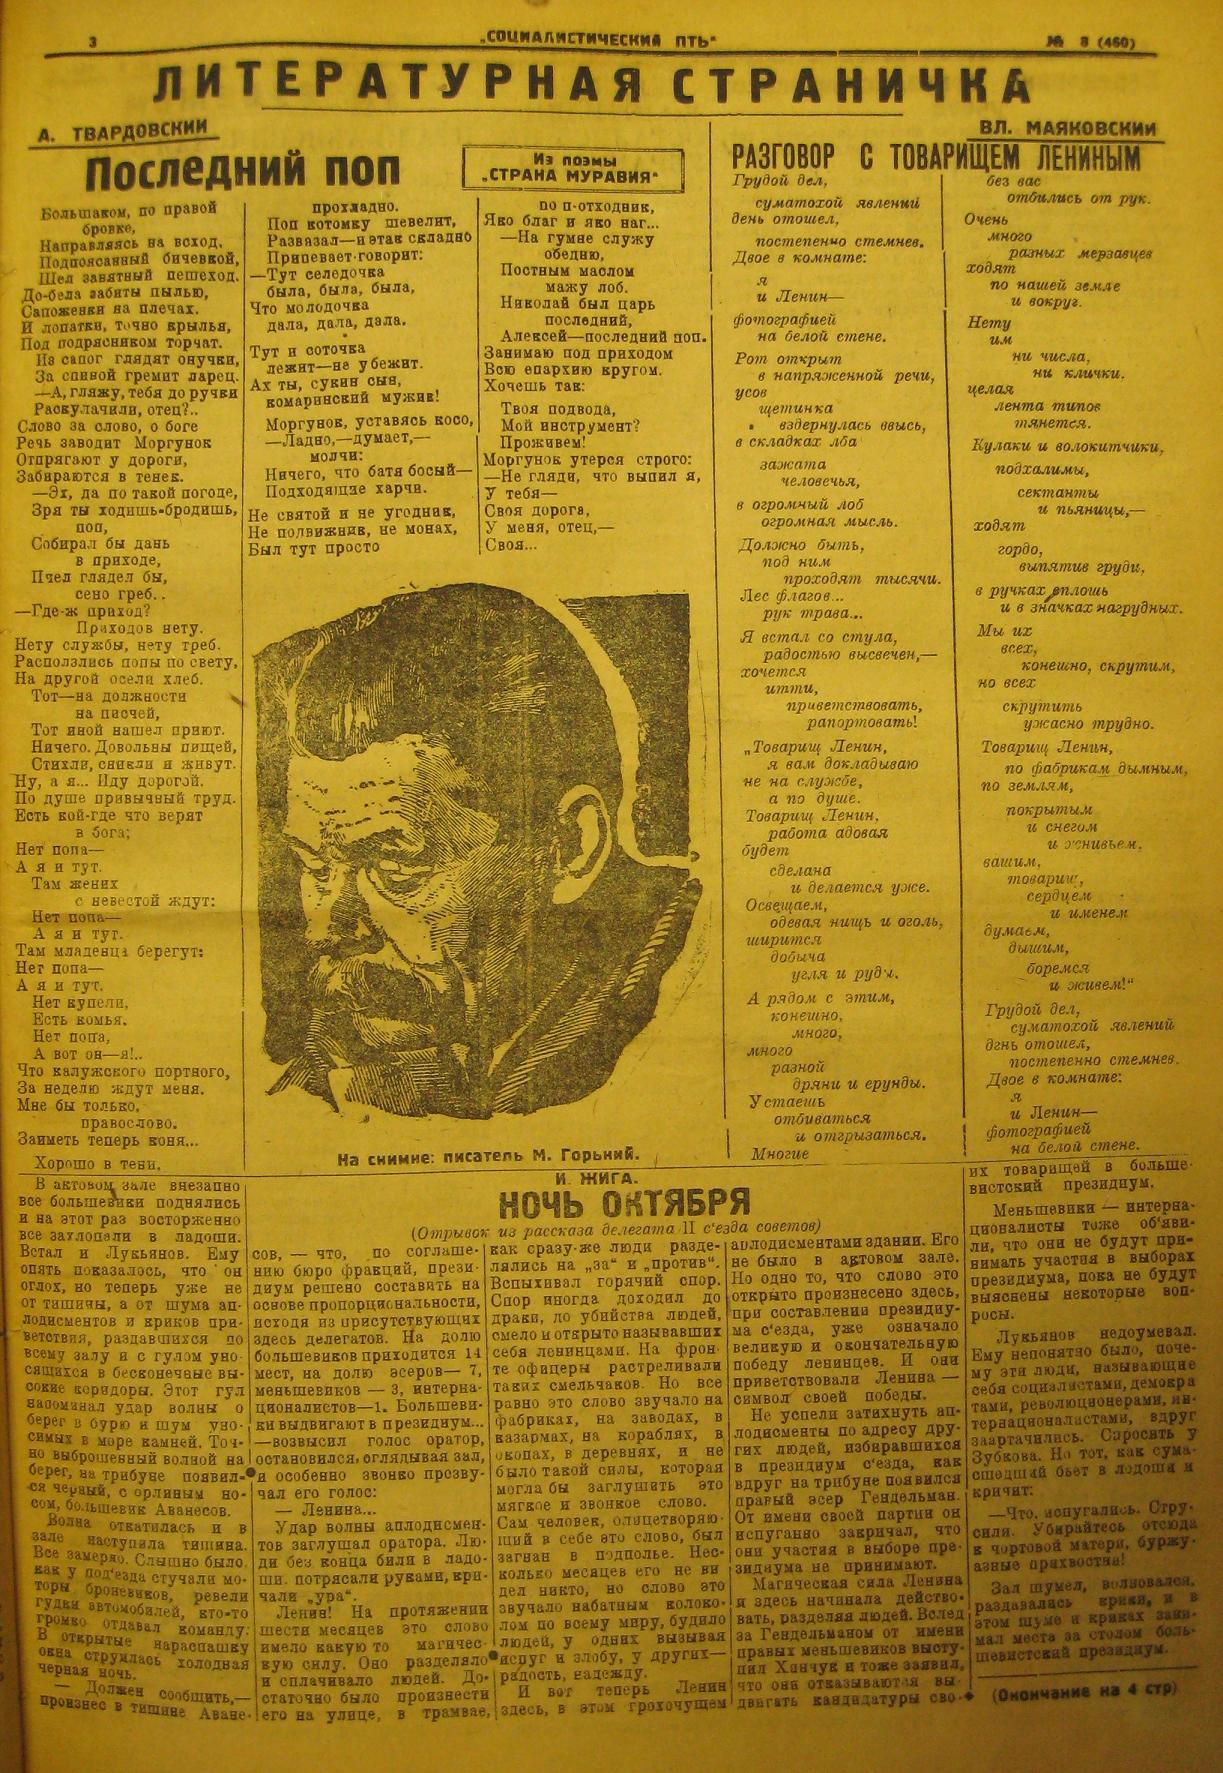 3
„СОЦИАЛИСТИЧЕСКИЙ ПТЬ“
№ 8 (460)
ЛИТЕРАТУРНАЯ СТРАНИЧКА
А. ТВАРДОВСКИЙ
Последний поп
Из поэмы
„СТРАНА МУРАВИЯ“
Большаком, по правой
бровке,
Направляясь на восход,
Подпоясанный бичевкой,
Шел завятный пешеход.
До-бела забиты пылью,
Сапоженки на плечах.
И лопатки, точно крылья,
Под подрясником торчат.
Из сапог глядят онучки,
За спиной гремит ларец.
—А, гляжу, тебя до ручки
Раскулачили, отец?..
Слово за слово, о боге
Речь заводит Моргунок
Отпрягают у дороги,
Забираются в тенек.
—Эх, да по такой погоде,
Зря ты ходишь-бродишь,
поп,
Собирал бы дань
в приходе,
Пчел глядел бы,
сено греб..
—Где-ж приход?
Приходов нету.
Нету службы, нету треб.
Расползлись попы по свету,
На другой осели хлеб.
Тот—на должности
на писчей,
Тот иной нашел приют.
Ничего. Довольны пищей,
Стихли, сникли я живут.
Ну, а я... Иду дорогой.
По душе привычный труд.
Есть кой-где что верят
в бога;
Нет попа—
А я и тут.
Там жених
с невестой ждут:
Нет попа—
А я и тут.
Там младенца берегут:
Нет попа—
А я и тут.
Нет купели,
Есть комья.
Нет попа,
А вот он—я!..
Что калужского портного,
За неделю ждут меня.
Мне бы только,
православо.
Заиметь теперь коня...
Хорошо в тени,
прохладно.
Поп котомку шевелит,
Развязал—и этак складно
Припевает-говорит:
—Тут селедочка
была, была, была,
Что молодочка
дала, дала, дала.
Тут и соточка
лежит—не убежит.
Ах ты, сукин сын,
комаринский мужик!
Моргунок, уставясь косо,
—Ладно,—думает,—
молчи:
Ничего, что батя босый—
Подходящие харчи.
Не святой и не угодник,
Не подвижник, не монах,
Был тут просто
по п-отходник,
Яко благ и яко наг...
—На гумне служу
обедню,
Постным маслом
мажу лоб.
Николай был царь
последний,
Алексей—последний поп.
Занимаю под приходом
Всю епархию кругом.
Хочешь так:
Твоя подвода,
Мой инструмент?
Проживем!
Моргунок утерся строго:
—Не гляди, что выпил я,
У тебя—
Своя дорога,
У меня, отец,—
Своя...
На снимке: писатель М. Горький.
ВЛ. МАЯКОВСКИЙ
РАЗГОВОР С ТОВАРИЩЕМ ЛЕНИНЫМ
Грудой дел,
суматохой явлений
день отошел,
постепенно стемнев.
Двое в комнате:
я
и Ленин—
фотографией
на белой стене.
Рот открыт
в напряженной речи,
усов
щетинка
вздернулась ввысь,
в складках лба
зажата
человечья,
в огромный лоб
огромная мысль.
Должно быть,
под ним
проходят тысячи.
Лес флагов...
рук трава...
Я встал со стула,
радостью высвечен,—
хочется
итти,
приветствовать,
рапортовать!
„Товарищ Ленин,
я вам докладываю
не на службе,
а по душе.
Товарищ Ленин,
работа адовая
будет
сделана
и делается уже.
Освещаем,
одевая нищь и оголь,
ширится
добыча
угля и руды.
А рядом с этим,
конешно,
много,
много
разной
дряни и ерунды.
Устаешь
отбиваться
и отгрызаться.
Многие
без вас
отбились от рук.
Очень
много
разных мерзавцев
ходят
по нашей земле
и вокруг.
Нету
им
ни числа,
ни клички.
целая
лента типов
тянется.
Кулаки и волокитчики,
подхалимы,
сектанты
и пьяницы,—
ходят
гордо,
выпятив груди,
в ручках сплошь
и в значках нагрудных.
Мы их
всех,
конешно, скрутим,
но всех
скрутить
ужасно трудно.
Товарищ Ленин,
по фабрикам дымным,
по землям,
покрытым
и снегом
и жнивьем.
вашим,
товарищ,
сердцем
и именем
думаем,
дышим,
боремся
и живем!“
Грудой дел,
суматохой явлений
день отошел,
постепенно стемнев.
Двое в комнате:
я
и Ленин—
фотографией
на белой стене.
И. ЖИГА.
НОЧЬ ОКТЯБРЯ
(Отрывок из рассказа делегата II с‘езда советов)
В актовом зале внезапно
все большевики поднялись
и на этот раз восторженно
все захлопали в ладоши.
Встал и Лукьянов. Ему
опять показалось, что он
оглох, но теперь уже не
от тишины, а от шума ап-
лодисментов и криков при-
ветствия, раздавшихся по
всему залу и с гулом уно-
сящихся в бесконечные вы-
сокие коридоры. Этот гул
напоминал удар волны о
берег в бурю и шум уно-
симых в море камней. Точ-
но выброшенный волной на
берег, на трибуне появил-
ся черный, с орлиным но-
сом, большевик Аванесов.
Волна откатилась и в
зале наступила тишина.
Все замерло. Слышно было,
как у под‘езда стучали мо-
торы броневиков, ревели
гудки автомобилей, кто-то
громко отдавал команду.
В открытые нараспашку
окна струилась холодная
черная ночь.
— Должен сообщить,—
произнес в тишине Аване-
сов, — что, по соглаше-
нию бюро фракций, прези-
диум решено составить на
основе пропорциональности,
исходя из присутствующих
здесь делегатов. На долю
большевиков приходится 14
мест, на долю эсеров— 7,
меньшевиков — 3, интерна-
ционалистов—1. Большеви-
ки выдвигают в президиум...
—возвысил голос оратор,
остановился, оглядывая зал,
и особенно звонко прозву-
чал его голос:
— Ленина...
Удар волны аплодисмен-
тов заглушал оратора. Лю-
ди без конца били в ладо-
ши, потрясали руками, кри-
чали „ура“.
Ленин! На протяжении
шести месяцев это слово
имело какую то магичес-
кую силу. Оно разделяло
и сплачивало людей. До-
статочно было произнести
его на улице, в трамвае,
как сразу-же люди разде-
лялись на „за“ и „против“.
Вспыхивал горячий спор.
Спор иногда доходил до
драки, до убийства людей,
смело и открыто называвших
себя ленинцами. На фрон-
те офицеры растреливали
таких смельчаков. Но все
равно это слово звучало на
фабриках, на заводах, в
казармах, на кораблях, в
окопах, в деревнях, и не
было такой силы, которая
могла бы заглушить это
мягкое и звонкое слово.
Сам человек, олицетворяю-
щий в себе это слово, был
загнан в подполье. Нес-
колько месяцев его не ви
дел никто, но слово это
звучало набатным колоко-
лом по всему миру, будило
людей, у одних вызывая
испуг и злобу, у других—
радость, надежду.
И вот теперь Ленин
здесь, в этом грохочущем
аплодисментами здании. Его
не было в актовом зале.
Но одно то, что слово это
открыто произнесено здесь,
при составлении президиу-
ма с‘езда, уже означало
великую и окончательную
победу ленинцев. И они
приветствовали Ленина —
символ своей победы.
Не успели затихнуть ап-
лодисменты по адресу дру-
гих людей, избиравшихся
в президиум с‘езда, как
вдруг на трибуне появился
правый эсер Гендельман.
От имени своей партии он
испуганно закричал, что
они участия в выборе пре-
зидиума не принимают.
Магическая сила Ленина
и здесь начинала действо-
вать, разделяя людей. Вслед
за Гендельманом от имени
правых меньшевиков высту-
пил Хинчук и тоже заявил,
что они отказываются вы-
двигать кандидатуры сво-
их товарищей в больше-
вистский президиум.
Меньшевики — интерна-
ционалисты тоже об‘яви-
ли, что они не будут при-
нимать участия в выборах
президиума, пока не будут
выяснены некоторые воп-
росы.
Лукьянов недоумевал.
Ему непонятно было, поче-
му эти люди, называющие
себя социалистами, демокра
тами, революционерами, ин-
тернационалистами, вдруг
заартачились. Спросить у
Зубкова. Но тот, как сума-
сшедший бьет в ладоши и
кричит:
—Что, испугались. Стру-
сили. Убирайтесь отсюда
к чортовой матери, буржу-
азные прихвостни!
Зал шумел, волновался,
раздавались крики, и в
этом шуме и криках зани-
мал места за столом боль-
шевистский президиум.
(Окончание на 4 стр)